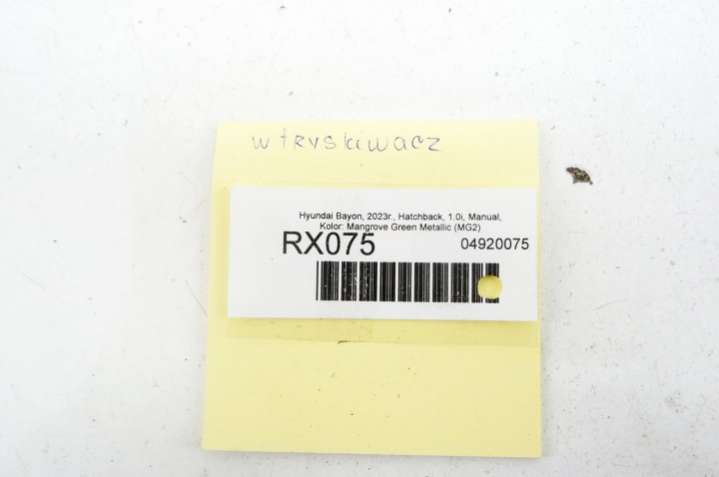 wtryskiwacz
Hyundai Bayon, 2023r., Hatchback, 1.0i, Manual,
Kolor: Mangrove Green Metallic (MG2)
RX075 04920075